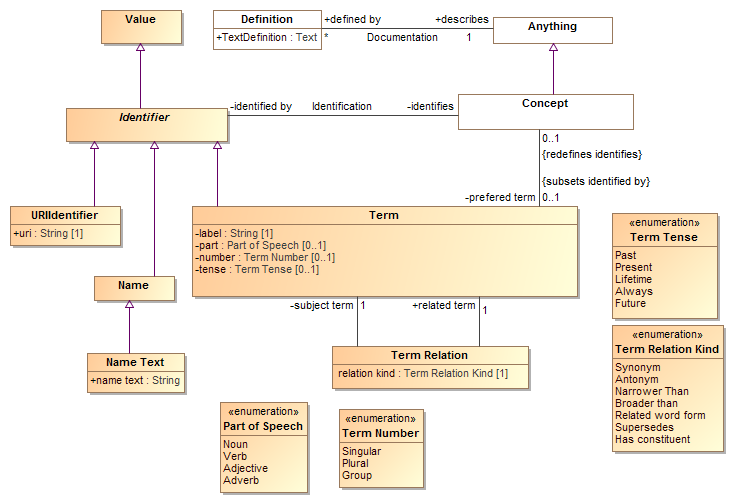 Value
Definition
+TextDefinition : Text
+defined by
+describes
*
Documentation
1
Anything
Identifier
-identified by
Identification
-identifies
Concept
0..1
{redefines identifies}
{subsets identified by}
-prefered term
0..1
URIIdentifier
+uri : String [1]
Term
-label : String [1]
-part : Part of Speech [0..1]
-number : Term Number [0..1]
-tense : Term Tense [0..1]
«enumeration»
Term Tense
Past
Present
Lifetime
Always
Future
Name
-subject term
1
+related term
1
Name Text
+name text : String
Term Relation
relation kind : Term Relation Kind [1]
«enumeration»
Term Relation Kind
Synonym
Antonym
Narrower Than
Broader than
Related word form
Supersedes
Has constituent
«enumeration»
Part of Speech
Noun
Verb
Adjective
Adverb
«enumeration»
Term Number
Singular
Plural
Group